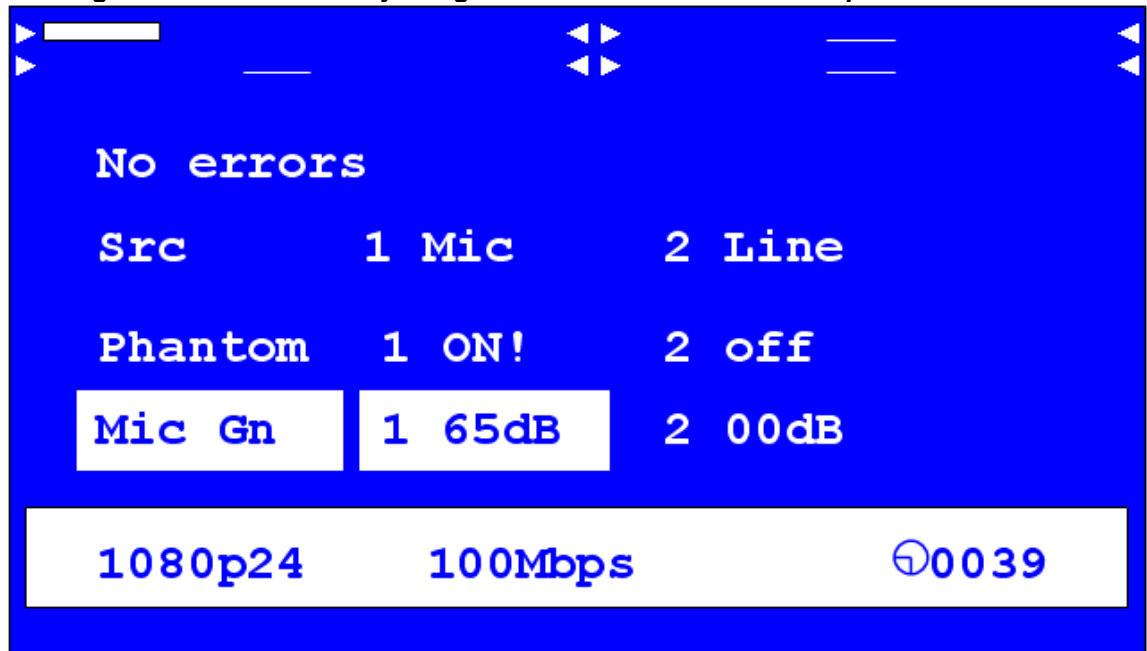 No errors
Src 1 Mic 2 Line
Phantom 1 ON! 2 off
Mic Gn 1 65dB 2 00dB
1080p24 100Mbps 0039